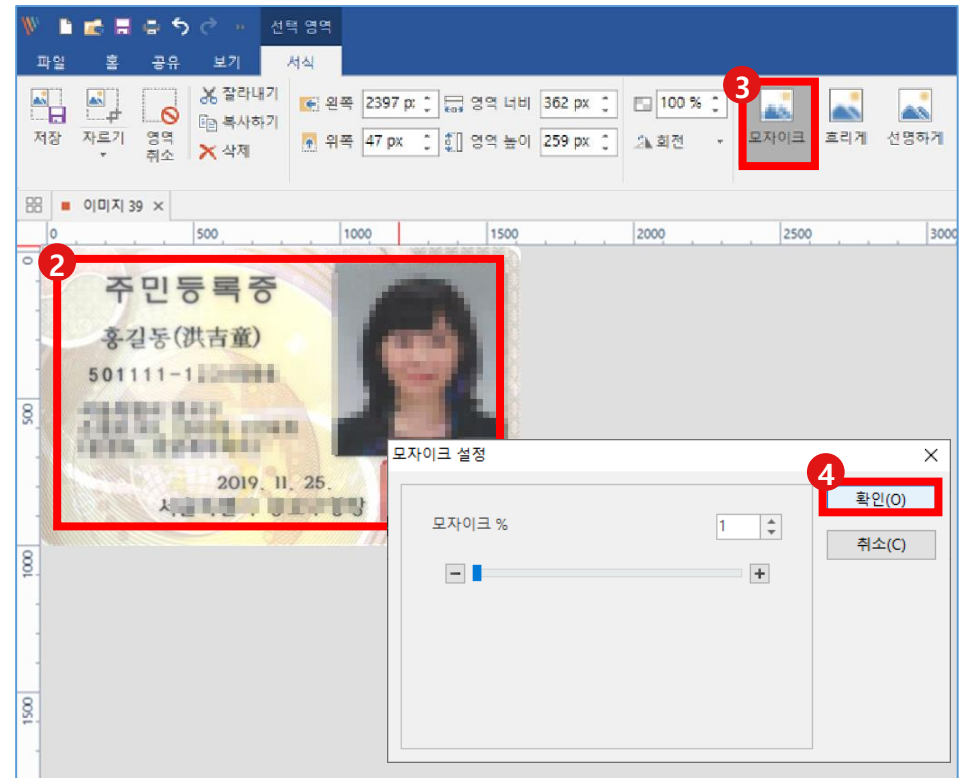 선택 영역
파일 홈 공유 보기 서식
저장
자르기
영역
취소
잘라내기
복사하기
삭제
왼쪽 2397 p:
위쪽 47 px
영역 너비 362 px
영역 높이 259 px
100 %
회전
3
모자이크
흐리게
선명하게
이미지 39
0 500 1000 1500 2000 2500 3000
0
500
1000
1500
2
주민등록증
홍길동(洪吉童)
501111-1
2019. 11. 25.
모자이크 설정
모자이크 %
1
4
확인(O)
취소(C)